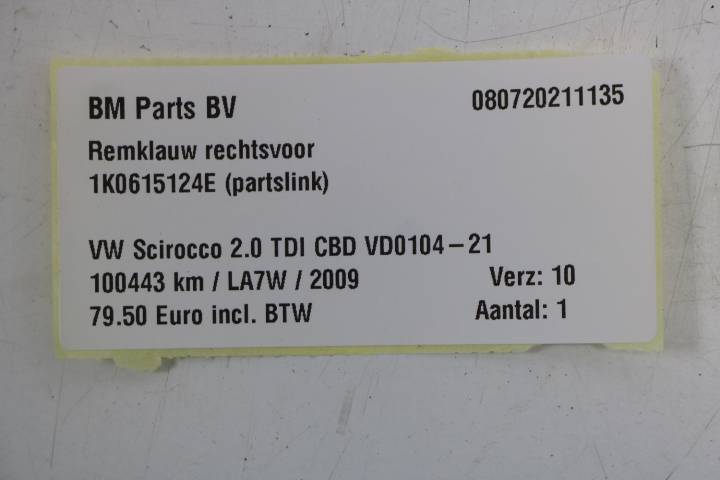 BM Parts BV 080720211135
Remklauw rechtsvoor
1K0615124E (partslink)
VW Scirocco 2.0 TDI CBD VD0104-21
100443 km / LA7W / 2009 Verz: 10
79.50 Euro incl. BTW Aantal: 1